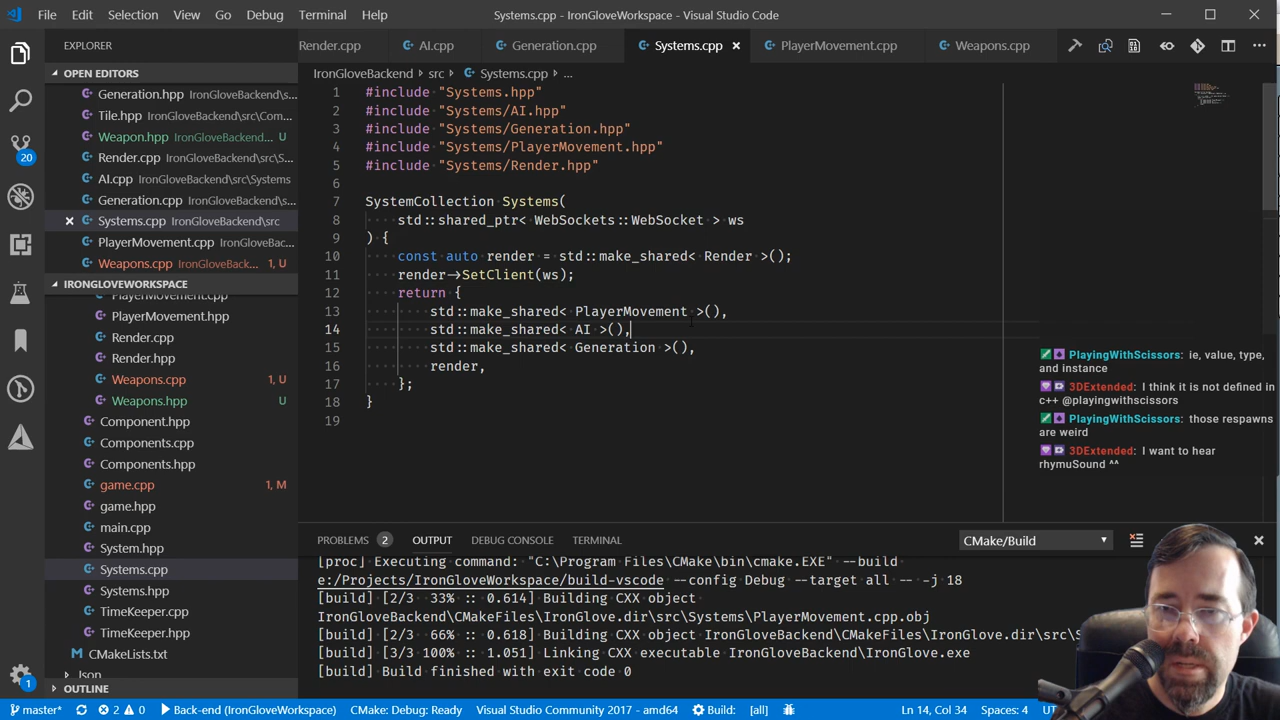 File Edit Selection View Go Debug Terminal Help
Systems.cpp - IronGloveWorkspace - Visual Studio Code
EXPLORER
Render.cpp AI.cpp Generation.cpp Systems.cpp × PlayerMovement.cpp Weapons.cpp
OPEN EDITORS
Generation.hpp IronGloveBackend\s...
Tile.hpp IronGloveBackend\src\Com...
Weapon.hpp IronGloveBackend... U
Render.cpp IronGloveBackend\src\S...
AI.cpp IronGloveBackend\src\Systems
Generation.cpp IronGloveBackend\sr...
Systems.cpp IronGloveBackend\src
PlayerMovement.cpp IronGloveBac...
Weapons.cpp IronGloveBack... 1, U
IRONGLOVEWORKSPACE
PlayerMovement.cpp
PlayerMovement.hpp
Render.cpp
Render.hpp
Weapons.cpp 1, U
Weapons.hpp U
Component.hpp
Components.cpp
Components.hpp
game.cpp 1, M
game.hpp
main.cpp
System.hpp
Systems.cpp
Systems.hpp
TimeKeeper.cpp
TimeKeeper.hpp
CMakeLists.txt
Json
OUTLINE
20
1
IronGloveBackend > src > Systems.cpp > ...
1 #include "Systems.hpp"
2 #include "Systems/AI.hpp"
3 #include "Systems/Generation.hpp"
4 #include "Systems/PlayerMovement.hpp"
5 #include "Systems/Render.hpp"
6
7 SystemCollection Systems(
8 std::shared_ptr< WebSockets::WebSocket > ws
9 ) {
10 const auto render = std::make_shared< Render >();
11 render->SetClient(ws);
12 return {
13 std::make_shared< PlayerMovement >(),
14 std::make_shared< AI >(),
15 std::make_shared< Generation >(),
16 render,
17 };
18 }
19
PlayingWithScissors: ie, value, type,
and instance
3DExtended: I think it is not defined in
c++ @playingwithscissors
PlayingWithScissors: those respawns
are weird
3DExtended: I want to hear
rhymuSound ^^
PROBLEMS 2 OUTPUT DEBUG CONSOLE TERMINAL CMake/Build
[proc] Executing command: "C:\Program Files\CMake\bin\cmake.EXE" --build
e:/Projects/IronGloveWorkspace/build-vscode --config Debug --target all -- -j 18
[build] [2/3 33% :: 0.614] Building CXX object
IronGloveBackend\CMakeFiles\IronGlove.dir\src\Systems\PlayerMovement.cpp.obj
[build] [2/3 66% :: 0.618] Building CXX object IronGloveBackend\CMakeFiles\IronGlove.dir\src\S
[build] [3/3 100% :: 1.051] Linking CXX executable IronGloveBackend\IronGlove.exe
[build] Build finished with exit code 0
master* 2 0 Back-end (IronGloveWorkspace) CMake: Debug: Ready Visual Studio Community 2017 - amd64 Build: [all] Ln 14, Col 34 Spaces: 4